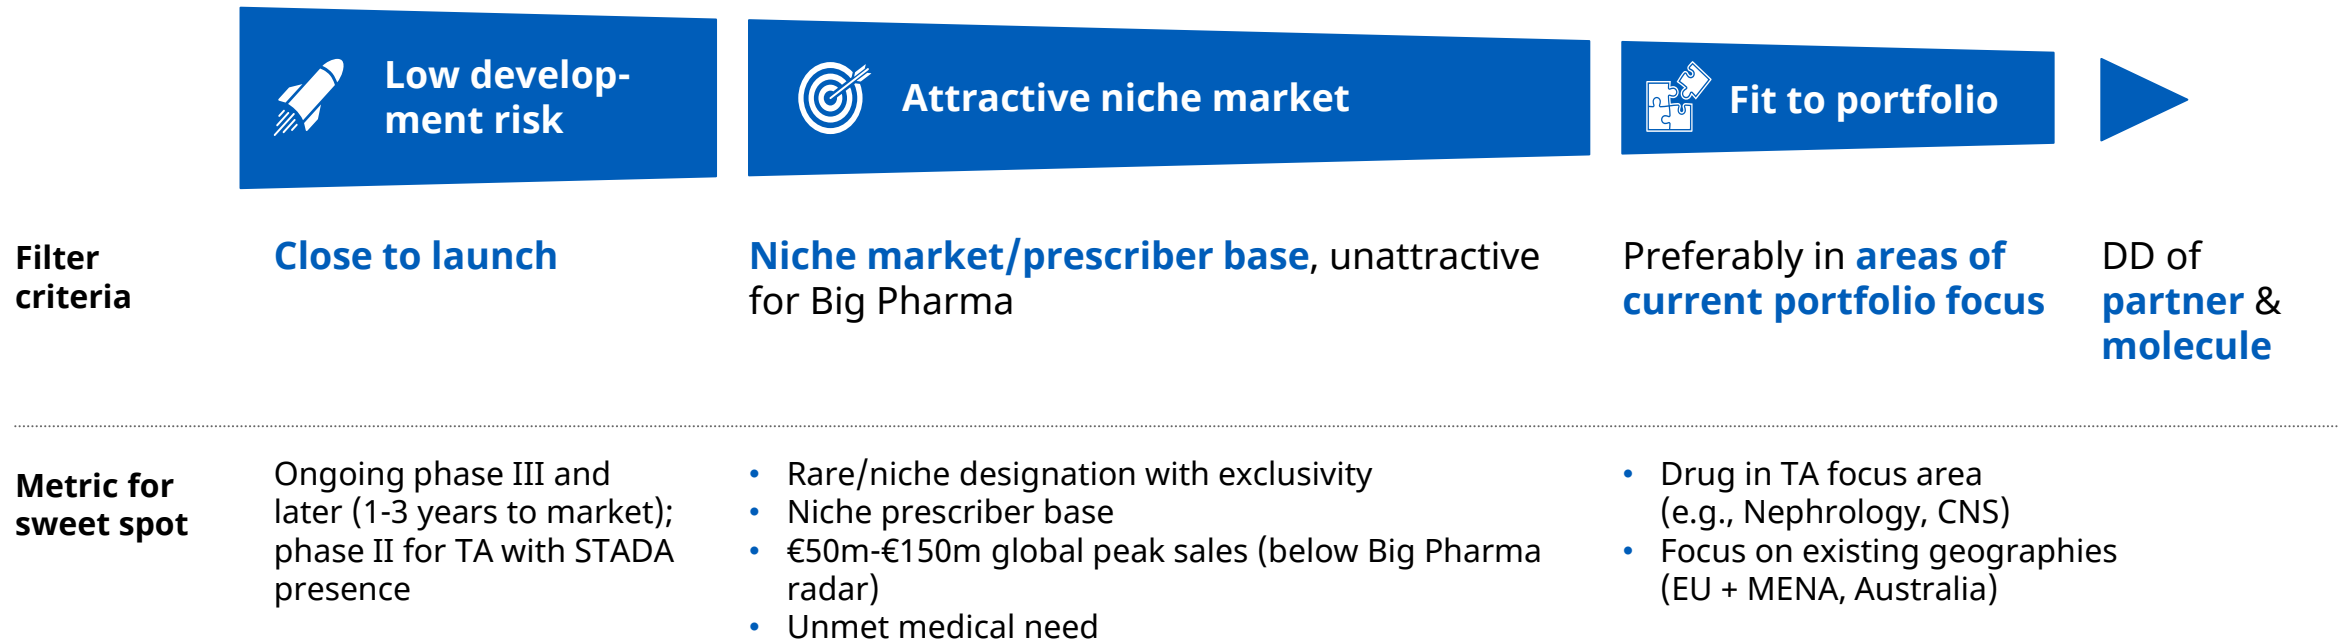 Low develop-
ment risk
Attractive niche market
Fit to portfolio
Filter
criteria
Close to launch
Niche market/prescriber base, unattractive
for Big Pharma
Preferably in areas of
current portfolio focus
DD of
partner &
molecule
Metric for
sweet spot
Ongoing phase III and
later (1-3 years to market);
phase II for TA with STADA
presence
• Rare/niche designation with exclusivity
• Niche prescriber base
• €50m-€150m global peak sales (below Big Pharma
radar)
• Unmet medical need
• Drug in TA focus area
(e.g., Nephrology, CNS)
• Focus on existing geographies
(EU + MENA, Australia)